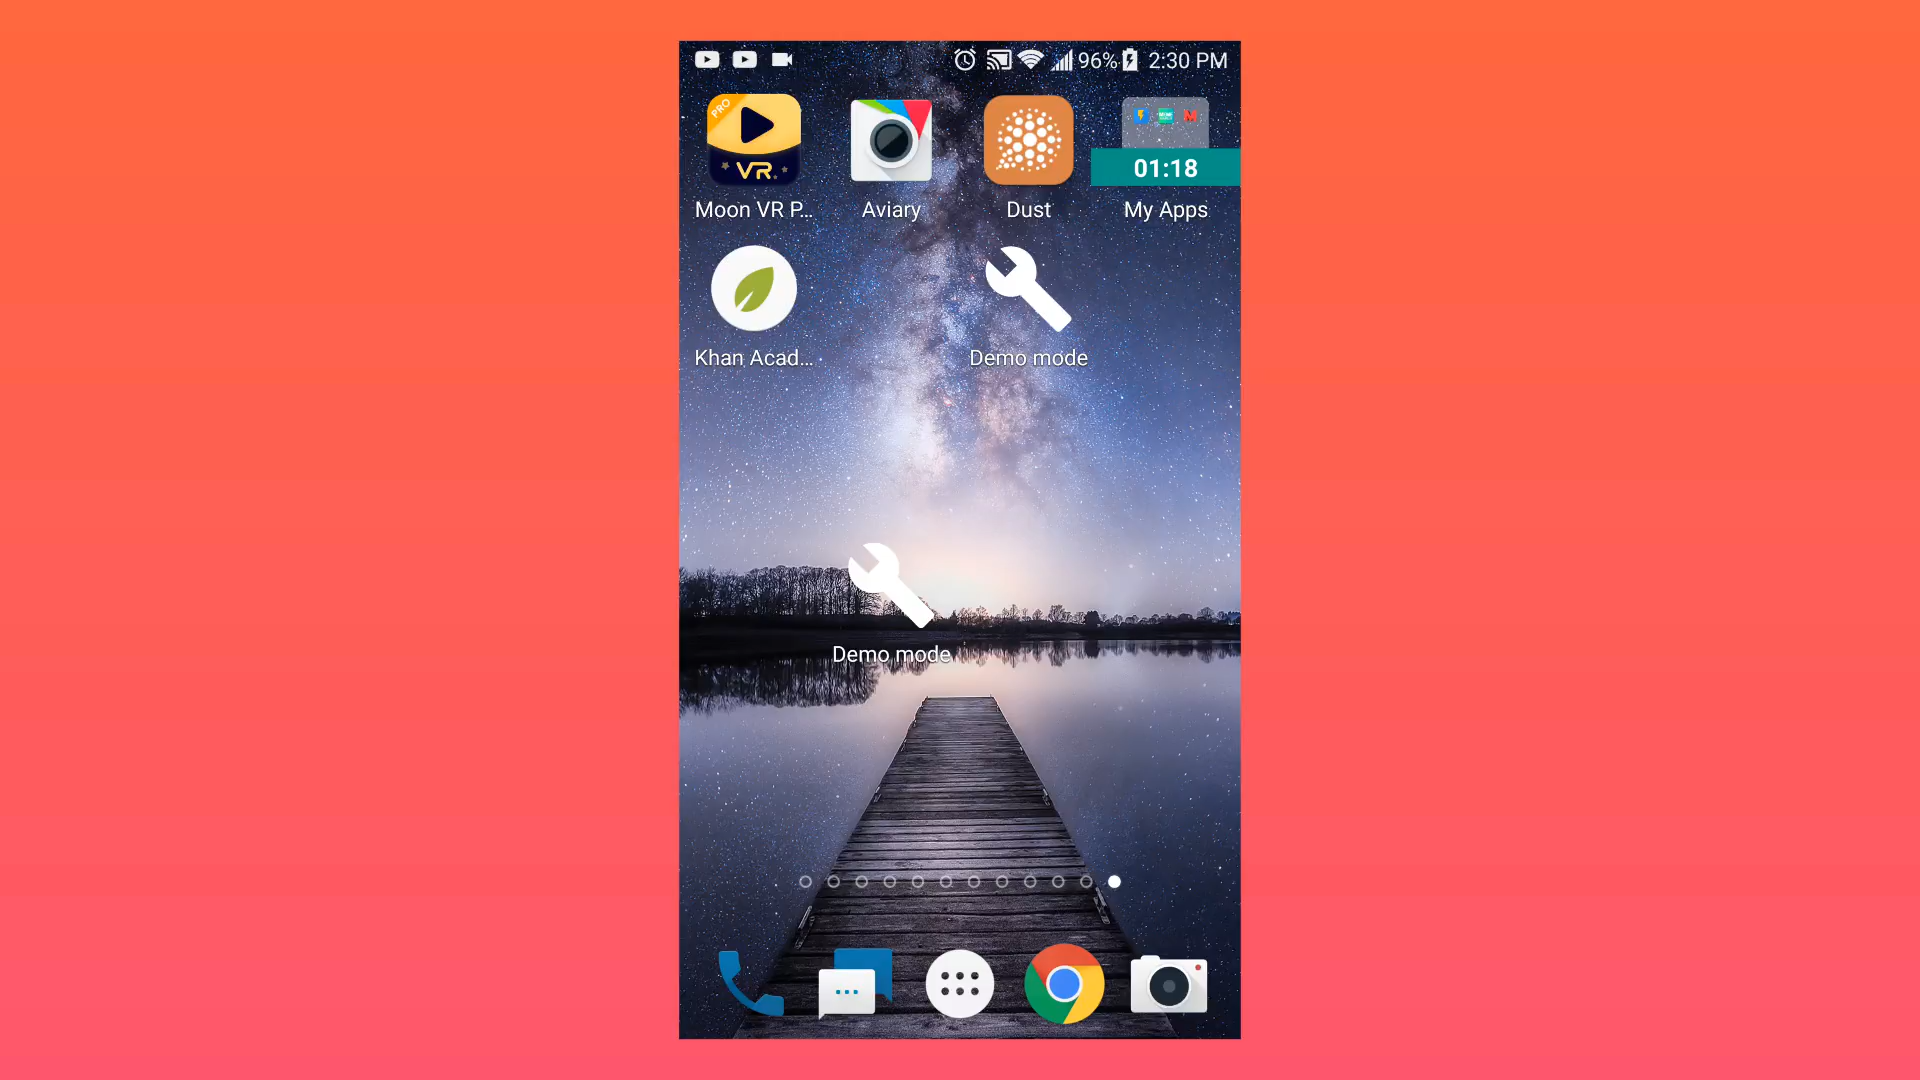 96% 2:30 PM
PRO
VR
01:18
Moon VR P... Aviary Dust My Apps
Khan Acad... Demo mode
Demo mode